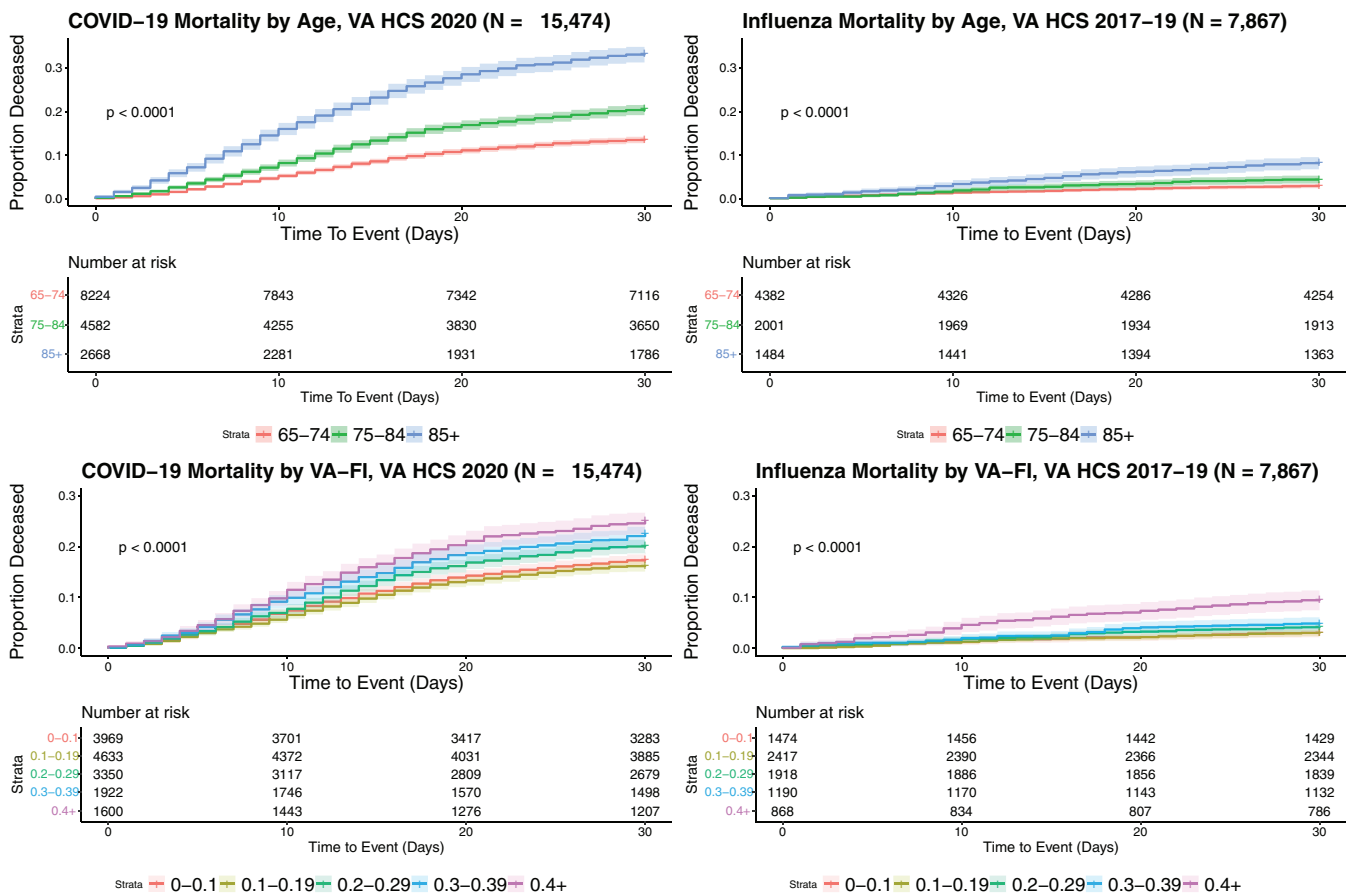 COVID−19 Mortality by Age, VA HCS 2020 (N = 15,474)
Proportion Deceased
0.3
0.2
0.1
0.0
p < 0.0001
0 10 20 30
Time To Event (Days)
Number at risk
Strata
65−74 8224 7843 7342 7116
75−84 4582 4255 3830 3650
85+ 2668 2281 1931 1786
0 10 20 30
Time To Event (Days)
Strata 65−74 75−84 85+
Influenza Mortality by Age, VA HCS 2017−19 (N = 7,867)
Proportion Deceased
0.3
0.2
0.1
0.0
p < 0.0001
0 10 20 30
Time to Event (Days)
Number at risk
Strata
65−74 4382 4326 4286 4254
75−84 2001 1969 1934 1913
85+ 1484 1441 1394 1363
0 10 20 30
Time to Event (Days)
Strata 65−74 75−84 85+
COVID−19 Mortality by VA−FI, VA HCS 2020 (N = 15,474)
Proportion Deceased
0.3
0.2
0.1
0.0
p < 0.0001
0 10 20 30
Time to Event (Days)
Number at risk
Strata
0−0.1 3969 3701 3417 3283
0.1−0.19 4633 4372 4031 3885
0.2−0.29 3350 3117 2809 2679
0.3−0.39 1922 1746 1570 1498
0.4+ 1600 1443 1276 1207
0 10 20 30
Time to Event (Days)
Strata 0−0.1 0.1−0.19 0.2−0.29 0.3−0.39 0.4+
Influenza Mortality by VA−FI, VA HCS 2017−19 (N = 7,867)
Proportion Deceased
0.3
0.2
0.1
0.0
p < 0.0001
0 10 20 30
Time to Event (Days)
Number at risk
Strata
0−0.1 1474 1456 1442 1429
0.1−0.19 2417 2390 2366 2344
0.2−0.29 1918 1886 1856 1839
0.3−0.39 1190 1170 1143 1132
0.4+ 868 834 807 786
0 10 20 30
Time to Event (Days)
Strata 0−0.1 0.1−0.19 0.2−0.29 0.3−0.39 0.4+